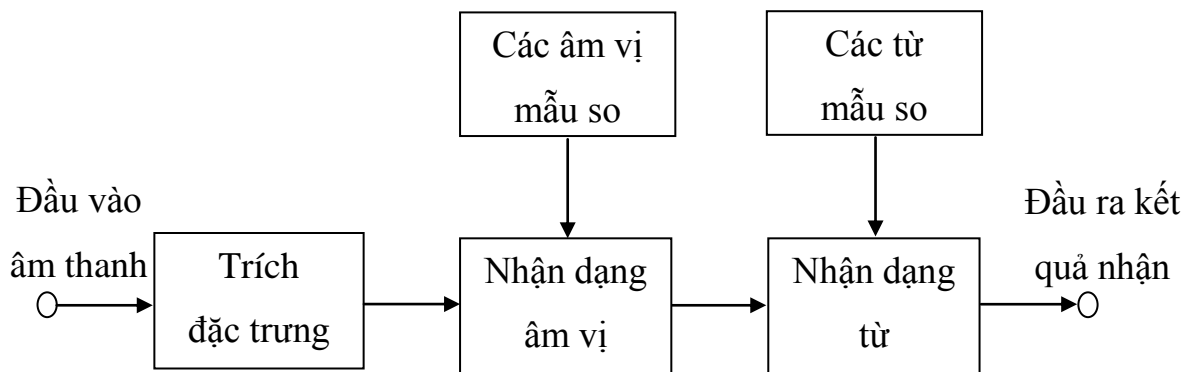 Các âm vị
mẫu so
Các từ
mẫu so
Đầu vào
âm thanh
Trích
đặc trưng
Nhận dạng
âm vị
Nhận dạng
từ
Đầu ra kết
quả nhận